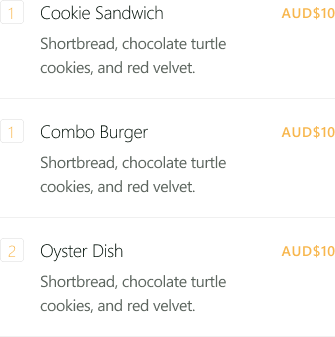 1 Cookie Sandwich AUD$10
Shortbread, chocolate turtle
cookies, and red velvet.
1 Combo Burger AUD$10
Shortbread, chocolate turtle
cookies, and red velvet.
2 Oyster Dish AUD$10
Shortbread, chocolate turtle
cookies, and red velvet.